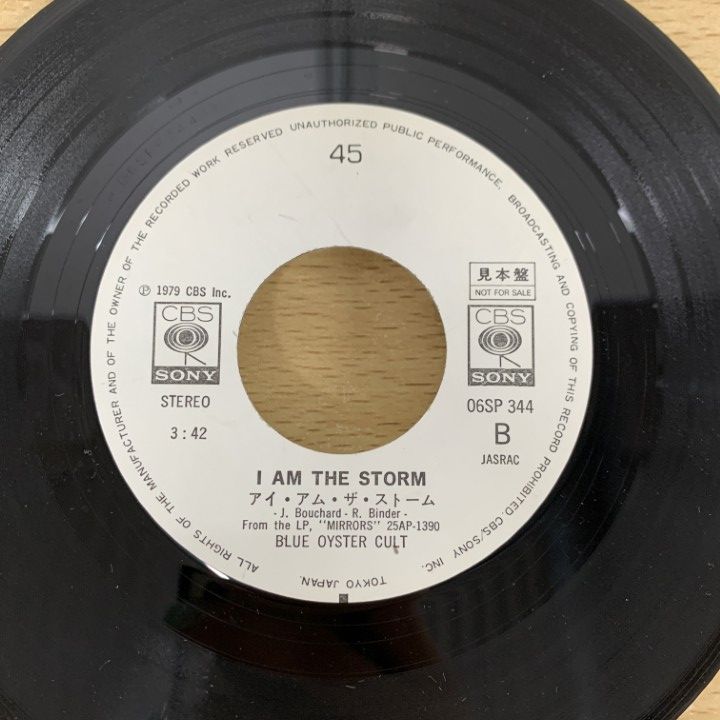 45
ALL RIGHTS OF THE MANUFACTURER AND OF THE OWNER OF THE RECORDED WORK RESERVED UNAUTHORIZED PUBLIC PERFORMANCE. BROADCASTING AND COPYING OF THIS RECORD PROHIBITED. CBS/SONY INC.
TOKYO JAPAN.
Ⓟ 1979 CBS Inc.
CBS
SONY
STEREO
3:42
見本盤
NOT FOR SALE
CBS
SONY
06SP 344
B
JASRAC
I AM THE STORM
アイ・アム・ザ・ストーム
- J. Bouchard - R. Binder -
From the LP, "MIRRORS" 25AP-1390
BLUE OYSTER CULT